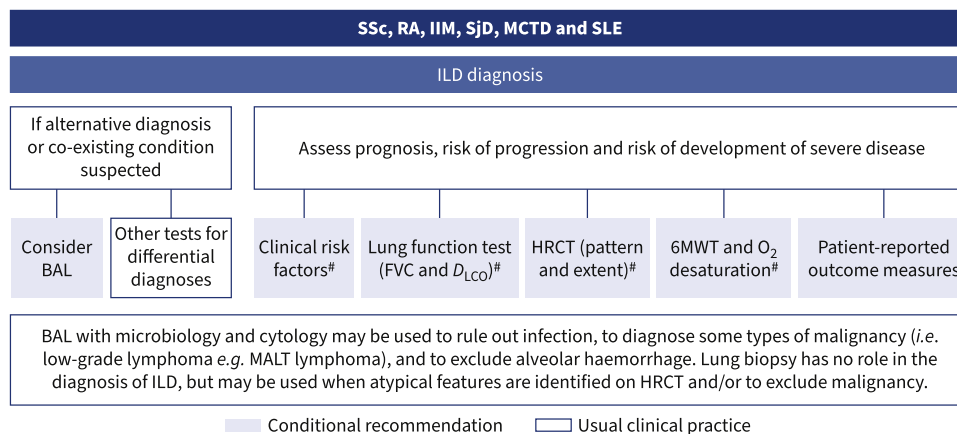 SSc, RA, IIM, SjD, MCTD and SLE
ILD diagnosis
If alternative diagnosis
or co-existing condition
suspected
Assess prognosis, risk of progression and risk of development of severe disease
Consider
BAL
Other tests for
differential
diagnoses
Clinical risk
factors#
Lung function test
(FVC and DLCO)#
HRCT (pattern
and extent)#
6MWT and O2
desaturation#
Patient-reported
outcome measures
BAL with microbiology and cytology may be used to rule out infection, to diagnose some types of malignancy (i.e.
low-grade lymphoma e.g. MALT lymphoma), and to exclude alveolar haemorrhage. Lung biopsy has no role in the
diagnosis of ILD, but may be used when atypical features are identified on HRCT and/or to exclude malignancy.
Conditional recommendation
Usual clinical practice